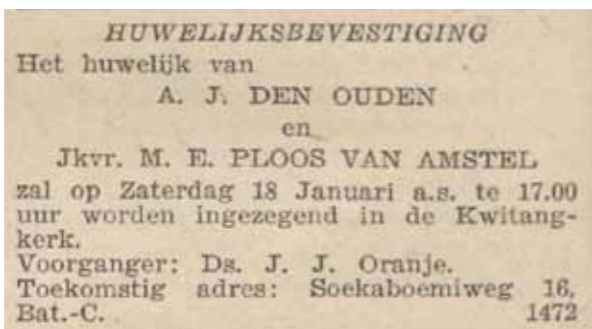 HUWELIJKSBEVESTIGING
Het huwelijk van
A. J. DEN OUDEN
en
Jkvr. M. E. PLOOS VAN AMSTEL
zal op Zaterdag 18 Januari a.s. te 17.00
uur worden ingezegend in de Kwitang-
kerk.
Voorganger: Ds. J. J. Oranje.
Toekomstig adres: Soekaboemiweg 16,
Bat.-C. 1472